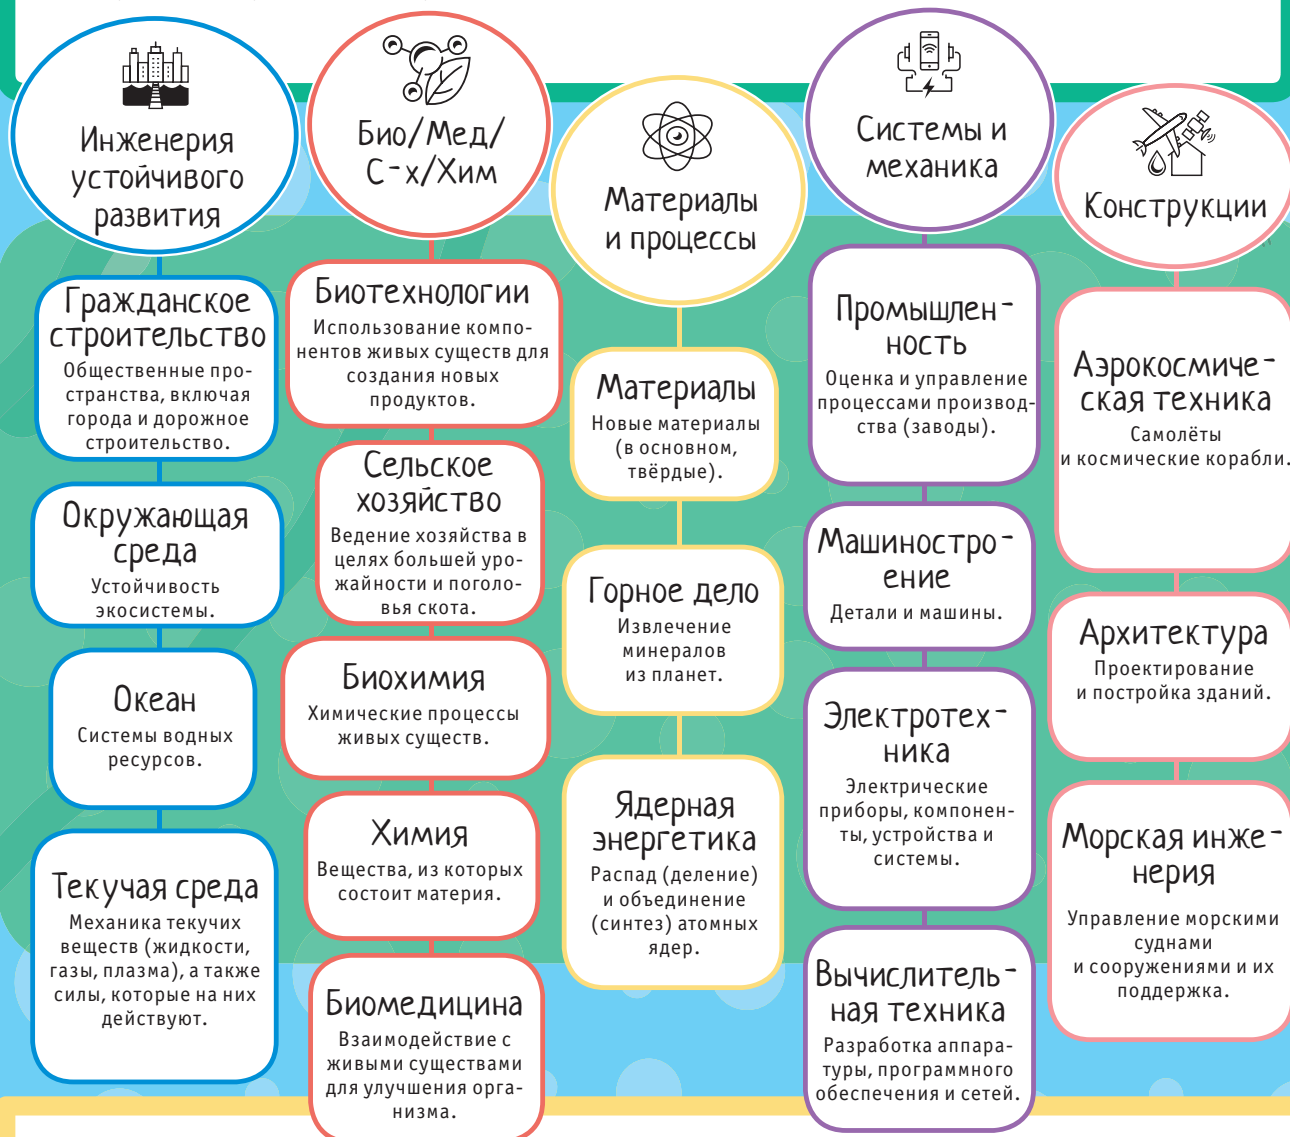 Инженерия
устойчивого
развития
Гражданское
строительство
Общественные про-
странства, включая
города и дорожное
строительство.
Окружающая
среда
Устойчивость
экосистемы.
Океан
Системы водных
ресурсов.
Текучая среда
Механика текучих
веществ (жидкости,
газы, плазма), а также
силы, которые на них
действуют.
Био/Мед/
С-х/Хим
Биотехнологии
Использование компо-
нентов живых существ для
создания новых
продуктов.
Сельское
хозяйство
Ведение хозяйства в
целях большей уро-
жайности и поголо-
вья скота.
Биохимия
Химические процессы
живых существ.
Химия
Вещества, из которых
состоит материя.
Биомедицина
Взаимодействие с
живыми существами
для улучшения орга-
низма.
Материалы
и процессы
Материалы
Новые материалы
(в основном,
твёрдые).
Горное дело
Извлечение
минералов
из планет.
Ядерная
энергетика
Распад (деление)
и объединение
(синтез) атомных
ядер.
Системы и
механика
Промышлен-
ность
Оценка и управление
процессами производ-
ства (заводы).
Машиностро-
ение
Детали и машины.
Электротех-
ника
Электрические
приборы, компонен-
ты, устройства и
системы.
Вычислитель-
ная техника
Разработка аппара-
туры, программного
обеспечения и сетей.
Конструкции
Аэрокосмиче-
ская техника
Самолёты
и космические корабли.
Архитектура
Проектирование
и постройка зданий.
Морская инже-
нерия
Управление морскими
суднами
и сооружениями и их
поддержка.